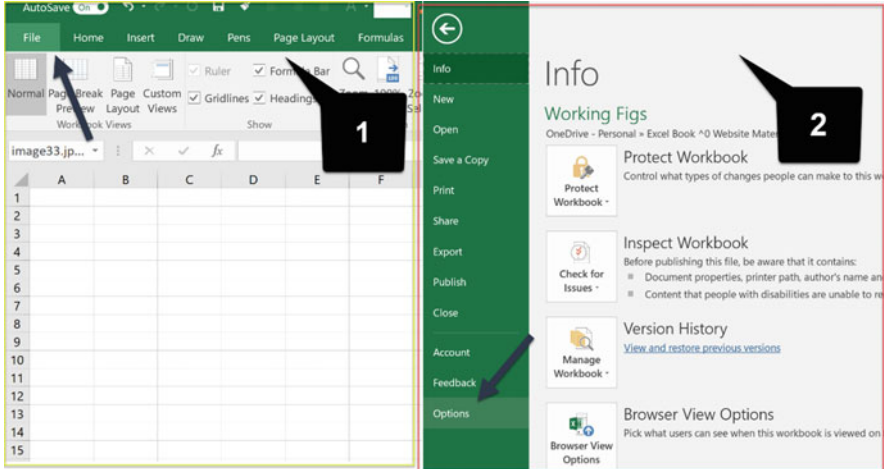 AutoSave On
File Home Insert Draw Pens Page Layout Formulas
Normal Page Break Preview
Page Layout
Custom Views
Workbook Views
Ruler Formula Bar
Gridlines Headings
Show
100%
1
image33.jp... fx
A B C D E F
1
2
3
4
5
6
7
8
9
10
11
12
13
14
15
Info
New
Open
Save a Copy
Print
Share
Export
Publish
Close
Account
Feedback
Options
2
Info
Working Figs
OneDrive - Personal » Excel Book ^0 Website
Protect Workbook
Protect Workbook
Control what types of changes people can make to this
Check for Issues
Inspect Workbook
Before publishing this file, be aware that it contains:
Document properties, printer path, author's name
Content that people with disabilities are unable to
Manage Workbook
Version History
View and restore previous versions
Browser View Options
Browser View Options
Pick what users can see when this workbook is viewed on